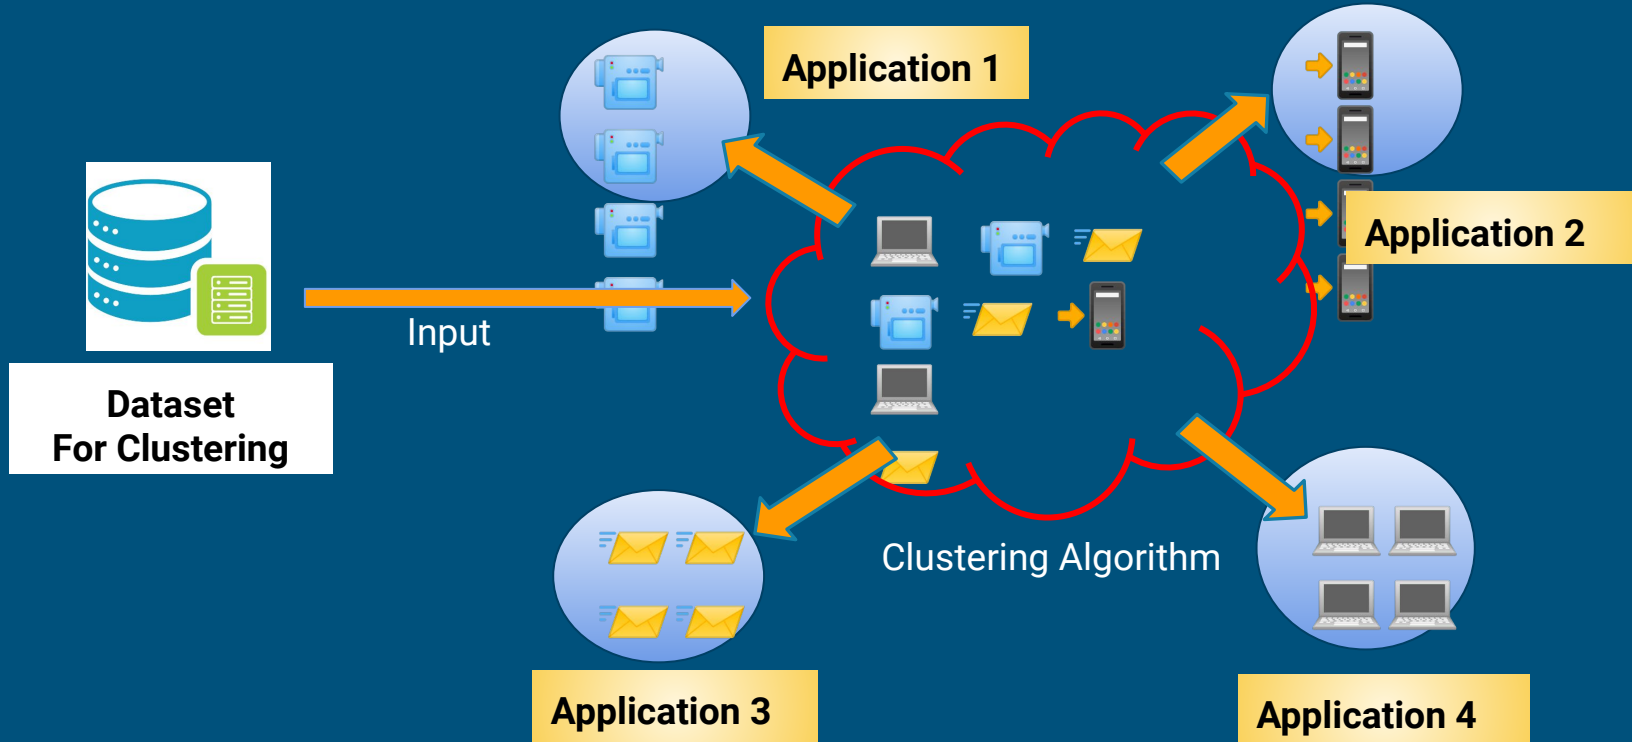 Application 1
Application 2
Input
Dataset
For Clustering
Clustering Algorithm
Application 3
Application 4